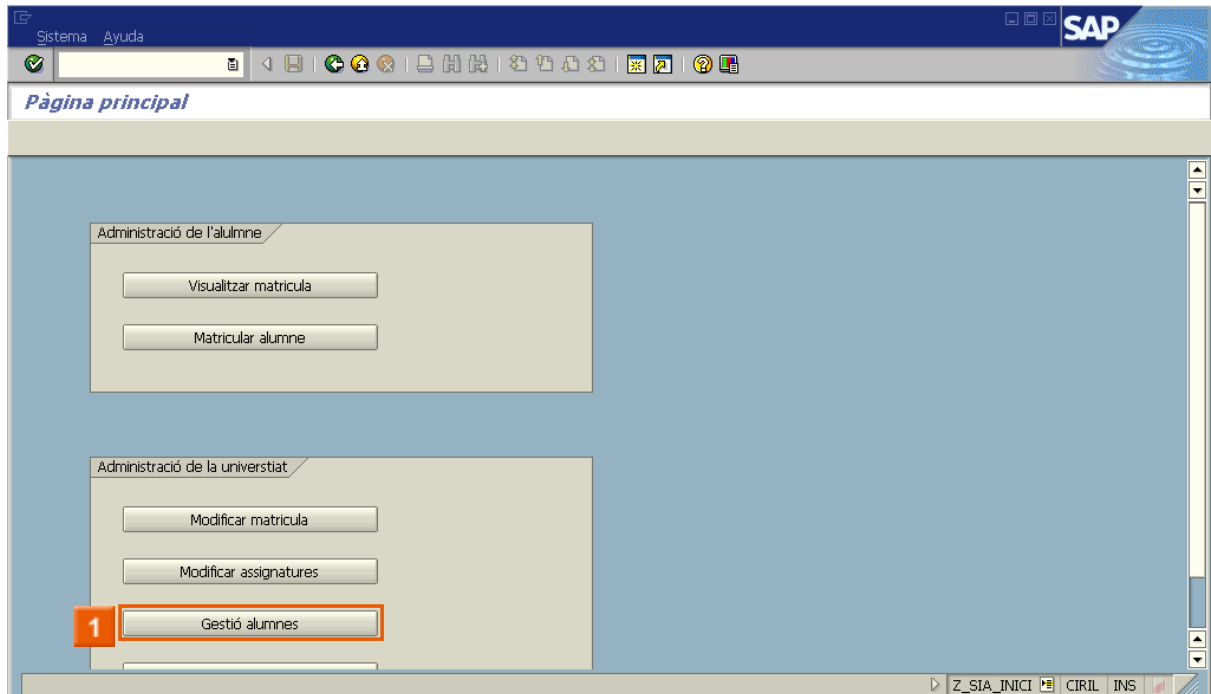 Sistema Ayuda
SAP
Pàgina principal
Administració de l'alulmne
Visualitzar matricula
Matricular alumne
Administració de la universtiat
Modificar matricula
Modificar assignatures
1 Gestió alumnes
Z_SIA_INICI CIRIL INS